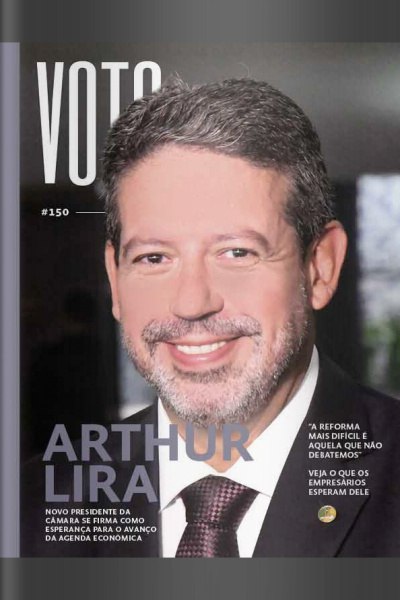 VOTO
#150
ARTHUR
LIRA
NOVO PRESIDENTE DA
CÂMARA SE FIRMA COMO
ESPERANÇA PARA O AVANÇO
DA AGENDA ECONÔMICA
"A REFORMA
MAIS DIFÍCIL É
AQUELA QUE NÃO
DEBATEMOS"
VEJA O QUE OS
EMPRESÁRIOS
ESPERAM DELE